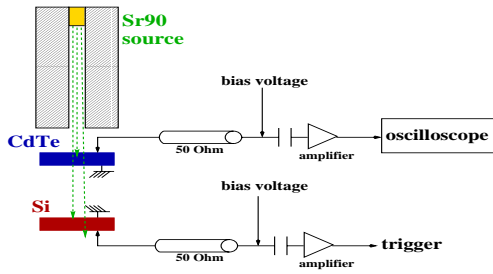 Sr90
source
bias voltage
CdTe
50 Ohm
amplifier
oscilloscope
Si
bias voltage
50 Ohm
amplifier
trigger